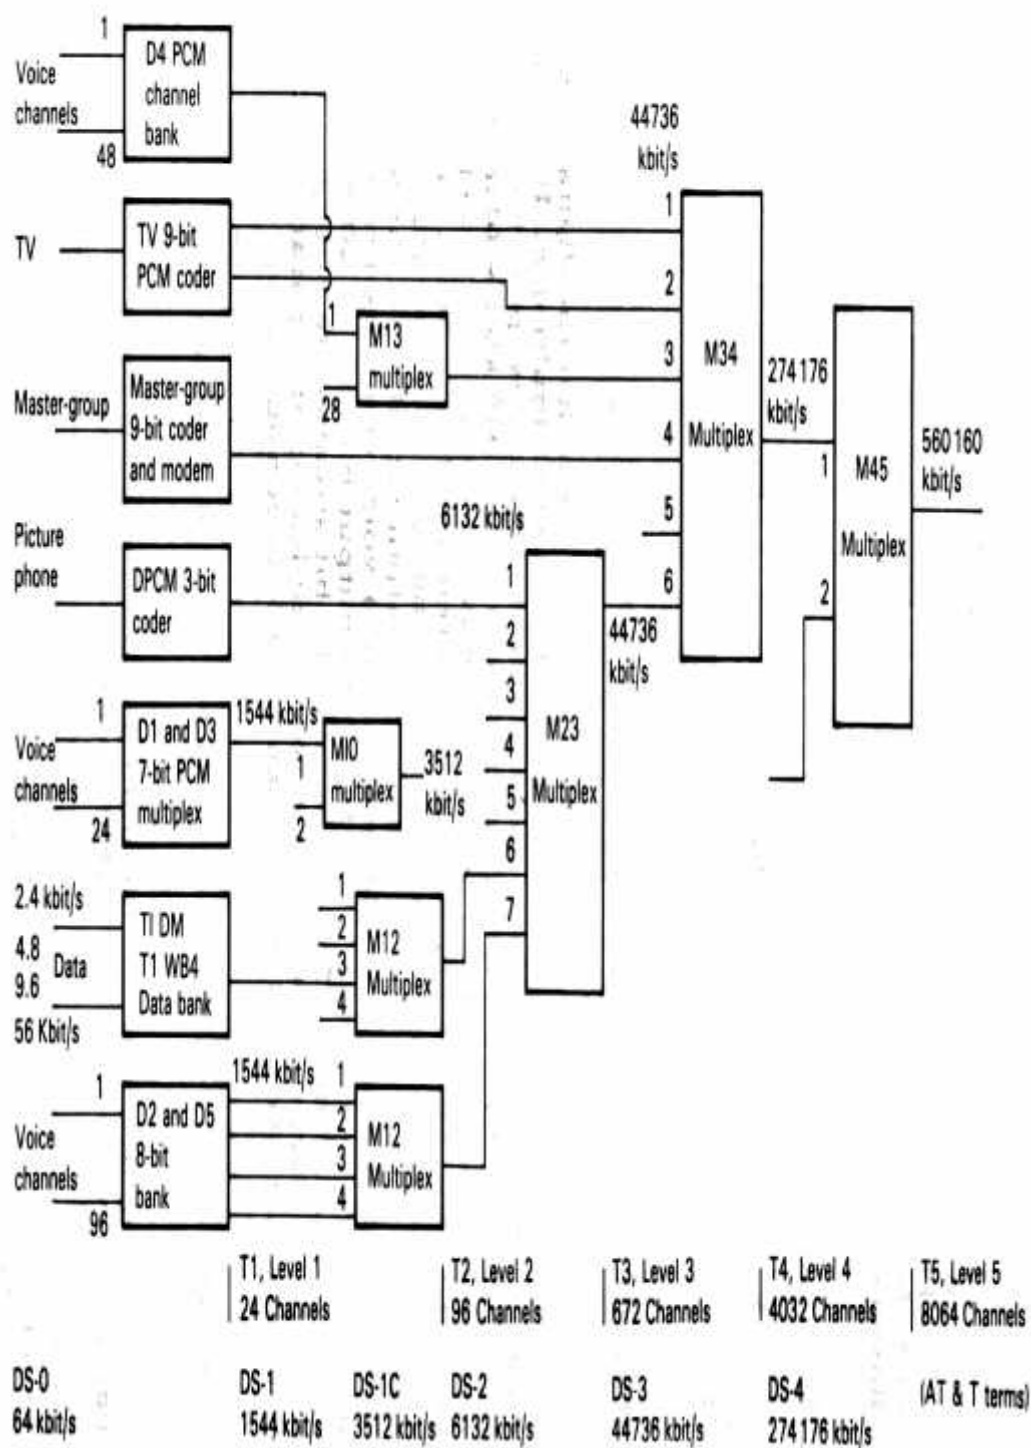 1
Voice
channels
48
D4 PCM
channel
bank
TV
TV 9-bit
PCM coder
Master-group
Master-group
9-bit coder
and modem
1
28
M13
multiplex
44736
kbit/s
1
2
3
4
5
6
M34
Multiplex
274 176
kbit/s
1
2
M45
Multiplex
560 160
kbit/s
Picture
phone
DPCM 3-bit
coder
6132 kbit/s
1
2
3
4
5
6
7
M23
Multiplex
44736
kbit/s
1
Voice
channels
24
D1 and D3
7-bit PCM
multiplex
1544 kbit/s
1
2
MI0
multiplex
3512
kbit/s
2.4 kbit/s
4.8
Data
9.6
56 Kbit/s
TI DM
T1 WB4
Data bank
1
2
3
4
M12
Multiplex
1
Voice
channels
96
D2 and D5
8-bit
bank
1544 kbit/s
1
2
3
4
M12
Multiplex
T1, Level 1
24 Channels
T2, Level 2
96 Channels
T3, Level 3
672 Channels
T4, Level 4
4032 Channels
T5, Level 5
8064 Channels
DS-0
64 kbit/s
DS-1
1544 kbit/s
DS-1C
3512 kbit/s
DS-2
6132 kbit/s
DS-3
44736 kbit/s
DS-4
274 176 kbit/s
(AT & T terms)